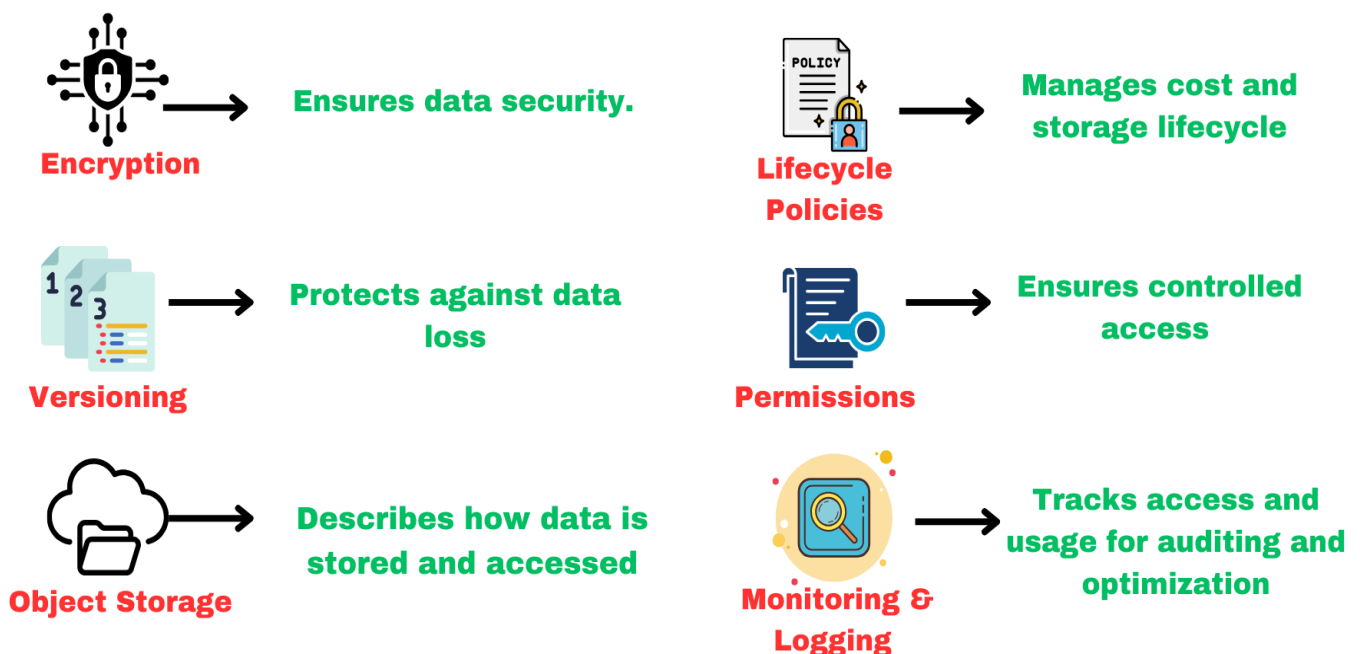 Encryption
Ensures data security.
POLICY
Lifecycle
Policies
Manages cost and
storage lifecycle
1
2
3
Versioning
Protects against data
loss
Permissions
Ensures controlled
access
Object Storage
Describes how data is
stored and accessed
Monitoring &
Logging
Tracks access and
usage for auditing and
optimization